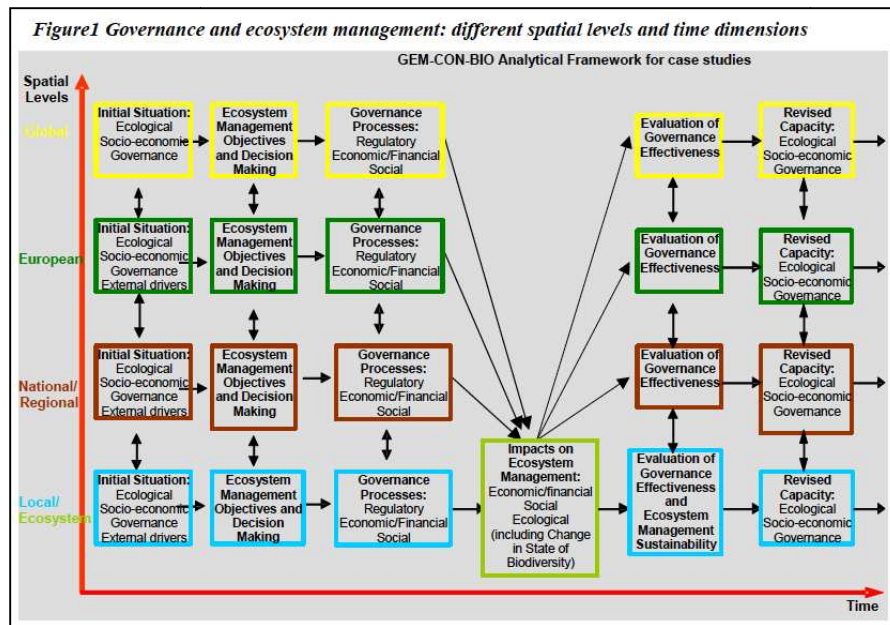 Figure1 Governance and ecosystem management: different spatial levels and time dimensions
GEM-CON-BIO Analytical Framework for case studies
Spatial
Levels
Global
Initial Situation:
Ecological
Socio-economic
Governance
Ecosystem
Management
Objectives
and Decision
Making
Governance
Processes:
Regulatory
Economic/Financial
Social
Evaluation of
Governance
Effectiveness
Revised
Capacity:
Ecological
Socio-economic
Governance
European
Initial Situation:
Ecological
Socio-economic
Governance
External drivers
Ecosystem
Management
Objectives
and Decision
Making
Governance
Processes:
Regulatory
Economic/Financial
Social
Evaluation of
Governance
Effectiveness
Revised
Capacity:
Ecological
Socio-economic
Governance
National/
Regional
Initial Situation:
Ecological
Socio-economic
Governance
External drivers
Ecosystem
Management
Objectives
and Decision
Making
Governance
Processes:
Regulatory
Economic/Financial
Social
Evaluation of
Governance
Effectiveness
Revised
Capacity:
Ecological
Socio-economic
Governance
Local/
Ecosystem
Initial Situation:
Ecological
Socio-economic
Governance
External drivers
Ecosystem
Management
Objectives and
Decision
Making
Governance
Processes:
Regulatory
Economic/Financial
Social
Impacts on
Ecosystem
Management:
Economic/financial
Social
Ecological
(including Change
in State of
Biodiversity)
Evaluation of
Governance
Effectiveness
and
Ecosystem
Management
Sustainability
Revised
Capacity:
Ecological
Socio-economic
Governance
Time